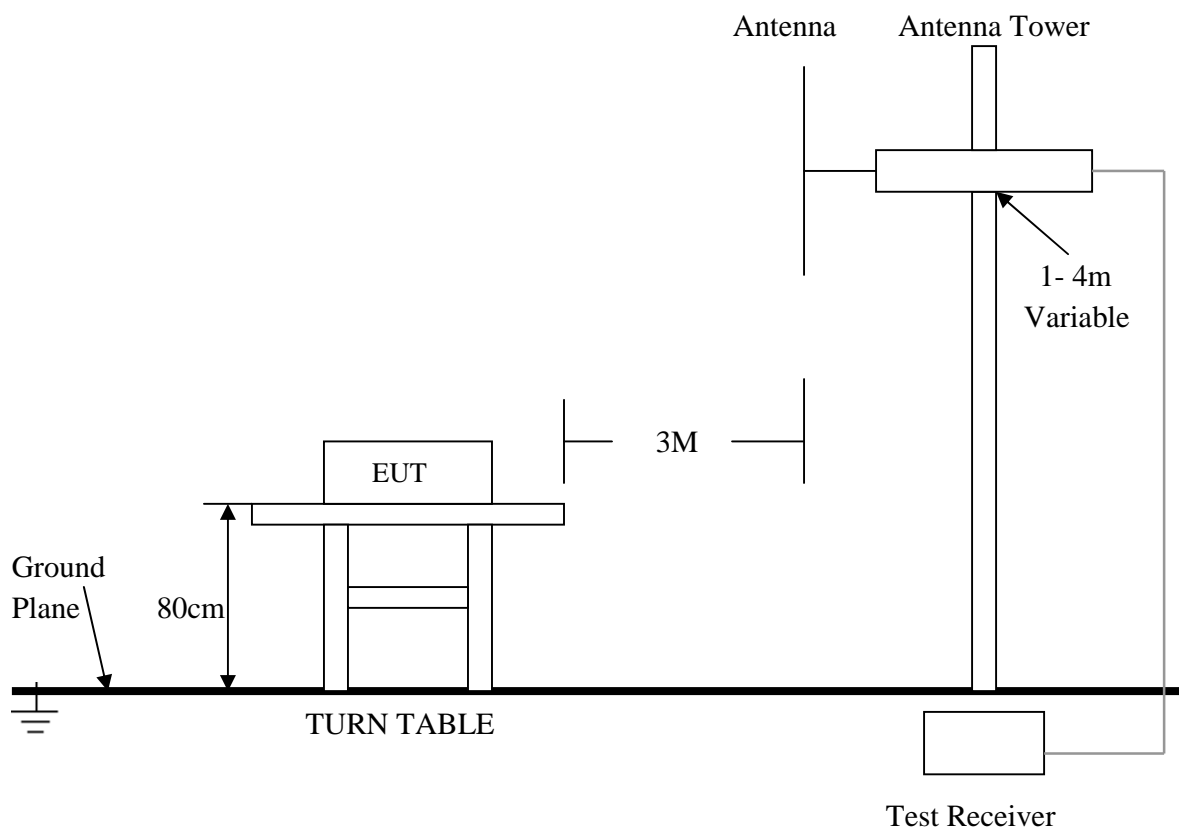 Antenna
Antenna Tower
1- 4m
Variable
3M
EUT
Ground
Plane
80cm
TURN TABLE
Test Receiver